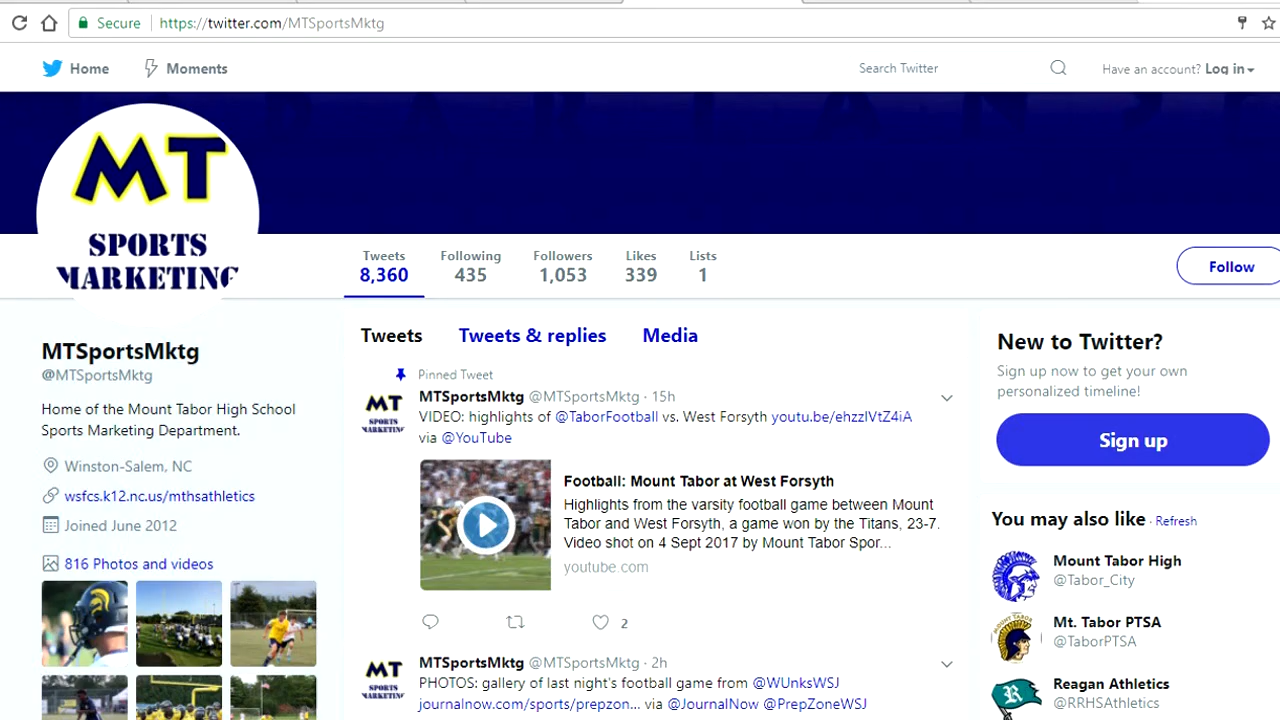 Secure https://twitter.com/MTSportsMktg
Home Moments Search Twitter Have an account? Log in
MT
SPORTS
MARKETING
Tweets Following Followers Likes Lists
8,360 435 1,053 339 1
Follow
MTSportsMktg
@MTSportsMktg
Home of the Mount Tabor High School
Sports Marketing Department.
Winston-Salem, NC
wsfcs.k12.nc.us/mthsathletics
Joined June 2012
816 Photos and videos
Tweets Tweets & replies Media
Pinned Tweet
MT
SPORTS
MARKETING
MTSportsMktg @MTSportsMktg · 15h
VIDEO: highlights of @TaborFootball vs. West Forsyth youtu.be/ehzzIVtZ4iA
via @YouTube
Football: Mount Tabor at West Forsyth
Highlights from the varsity football game between Mount
Tabor and West Forsyth, a game won by the Titans, 23-7.
Video shot on 4 Sept 2017 by Mount Tabor Spor...
youtube.com
2
MT
SPORTS
MARKETING
MTSportsMktg @MTSportsMktg · 2h
PHOTOS: gallery of last night's football game from @WUnksWSJ
journalnow.com/sports/prepzon... via @JournalNow @PrepZoneWSJ
New to Twitter?
Sign up now to get your own
personalized timeline!
Sign up
You may also like · Refresh
Mount Tabor High
@Tabor_City
MOUNT TABOR
Mt. Tabor PTSA
@TaborPTSA
R
Reagan Athletics
@RRHSAthletics